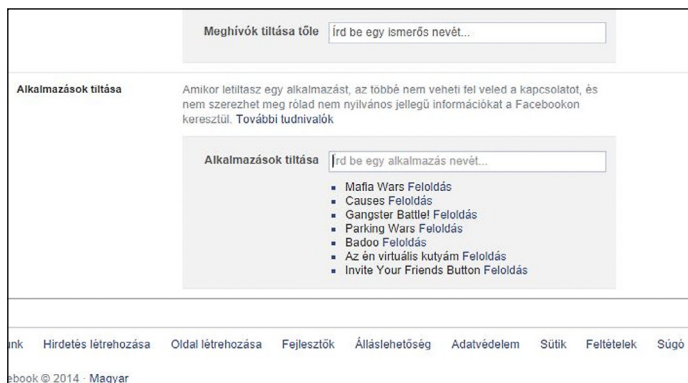 Meghívók tiltása tőle Írd be egy ismerős nevét...
Alkalmazások tiltása
Amikor letiltasz egy alkalmazást, az többé nem veheti fel veled a kapcsolatot, és
nem szerezhet meg rólad nem nyilvános jellegű információkat a Facebookon
keresztül. További tudnivalók
Alkalmazások tiltása Írd be egy alkalmazás nevét...
Mafia Wars Feloldás
Causes Feloldás
Gangster Battle! Feloldás
Parking Wars Feloldás
Badoo Feloldás
Az én virtuális kutyám Feloldás
Invite Your Friends Button Feloldás
Hirdetés létrehozása Oldal létrehozása Fejlesztők Álláslehetőség Adatvédelem Sütik Feltételek Súgó
ebook © 2014 · Magyar